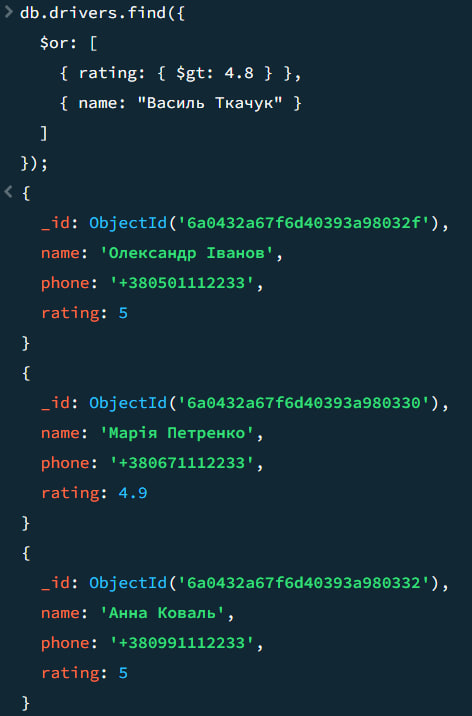 db.drivers.find({
$or: [
{ rating: { $gt: 4.8 } },
{ name: "Василь Ткачук" }
]
});
{
_id: ObjectId('6a0432a67f6d40393a98032f'),
name: 'Олександр Іванов',
phone: '+380501112233',
rating: 5
}
{
_id: ObjectId('6a0432a67f6d40393a980330'),
name: 'Марія Петренко',
phone: '+380671112233',
rating: 4.9
}
{
_id: ObjectId('6a0432a67f6d40393a980332'),
name: 'Анна Коваль',
phone: '+380991112233',
rating: 5
}